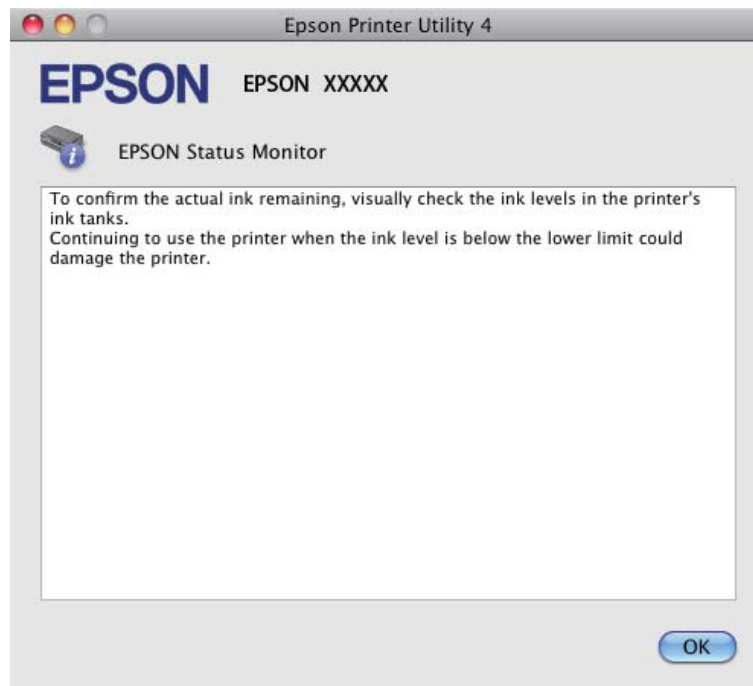 Epson Printer Utility 4
EPSON EPSON XXXXX
EPSON Status Monitor
To confirm the actual ink remaining, visually check the ink levels in the printer's
ink tanks.
Continuing to use the printer when the ink level is below the lower limit could
damage the printer.
OK